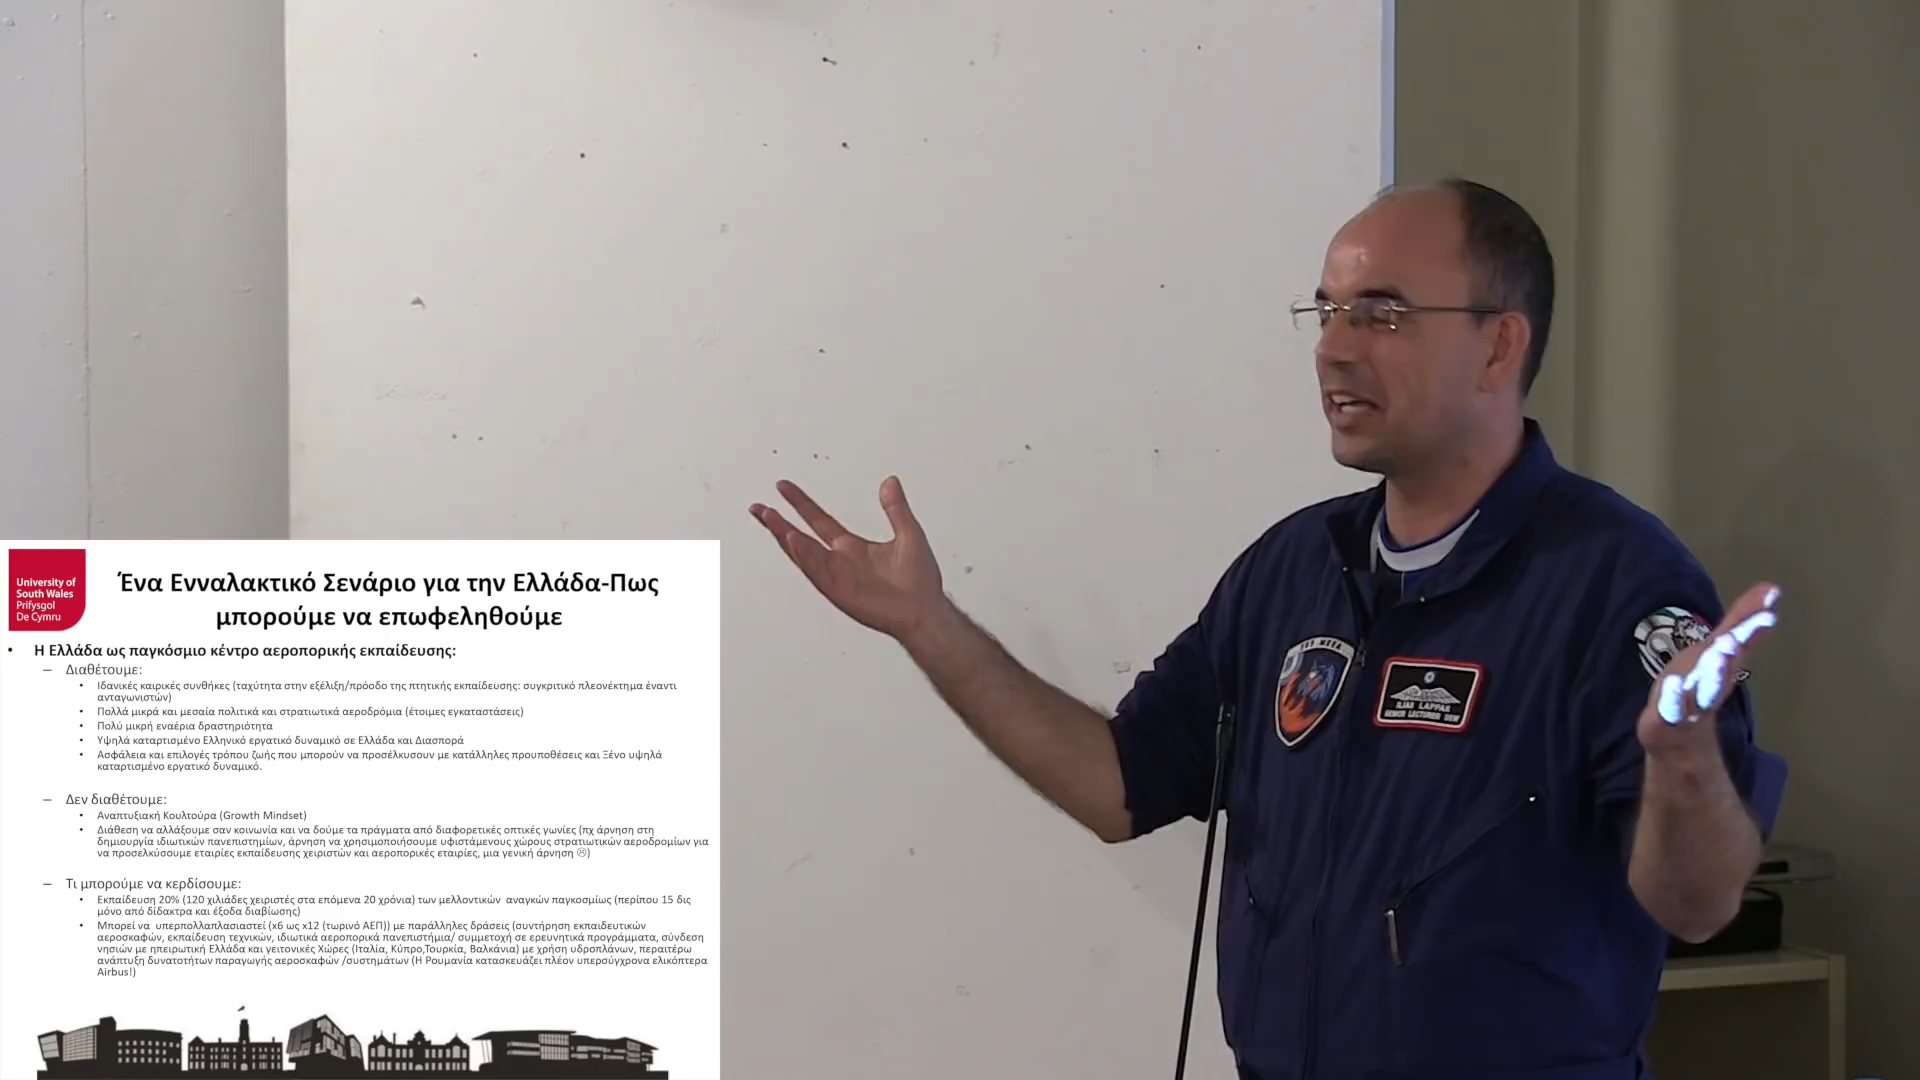 University of
South Wales
Prifysgol
De Cymru
Ένα Ενναλακτικό Σενάριο για την Ελλάδα-Πως
μπορούμε να επωφεληθούμε
• Η Ελλάδα ως παγκόσμιο κέντρο αεροπορικής εκπαίδευσης:
– Διαθέτουμε:
• Ιδανικές καιρικές συνθήκες (ταχύτητα στην εξέλιξη/πρόοδο της πτητικής εκπαίδευσης: συγκριτικό πλεονέκτημα έναντι
ανταγωνιστών)
• Πολλά μικρά και μεσαία πολιτικά και στρατιωτικά αεροδρόμια (έτοιμες εγκαταστάσεις)
• Πολύ μικρή εναέρια δραστηριότητα
• Υψηλά καταρτισμένο Ελληνικό εργατικό δυναμικό σε Ελλάδα και Διασπορά
• Ασφάλεια και επιλογές τρόπου ζωής που μπορούν να προσέλκυσουν με κατάλληλες προυποθέσεις και Ξένο υψηλά
καταρτισμένο εργατικό δυναμικό.
– Δεν διαθέτουμε:
• Αναπτυξιακή Κουλτούρα (Growth Mindset)
• Διάθεση να αλλάξουμε σαν κοινωνία και να δούμε τα πράγματα από διαφορετικές οπτικές γωνίες (πχ άρνηση στη
δημιουργία ιδιωτικών πανεπιστημίων, άρνηση να χρησιμοποιήσουμε υφιστάμενους χώρους στρατιωτικών αεροδρομίων για
να προσελκύσουμε εταιρίες εκπαίδευσης χειριστών και αεροπορικές εταιρίες, μια γενική άρνηση ☹)
– Τι μπορούμε να κερδίσουμε:
• Εκπαίδευση 20% (120 χιλιάδες χειριστές στα επόμενα 20 χρόνια) των μελλοντικών αναγκών παγκοσμίως (περίπου 15 δις
μόνο από δίδακτρα και έξοδα διαβίωσης)
• Μπορεί να υπερπολλαπλασιαστεί (x6 ως x12 (τωρινό ΑΕΠ)) με παράλληλες δράσεις (συντήρηση εκπαιδευτικών
αεροσκαφών, εκπαίδευση τεχνικών, ιδιωτικά αεροπορικά πανεπιστήμια/ συμμετοχή σε ερευνητικά προγράμματα, σύνδεση
νησιών με ηπειρωτική Ελλάδα και γειτονικές Χώρες (Ιταλία, Κύπρο,Τουρκία, Βαλκάνια) με χρήση υδροπλάνων, περαιτέρω
ανάπτυξη δυνατοτήτων παραγωγής αεροσκαφών /συστημάτων (Η Ρουμανία κατασκευάζει πλέον υπερσύγχρονα ελικόπτερα
Airbus!)
ILIAS LAPPAS
SENIOR LECTURER USW